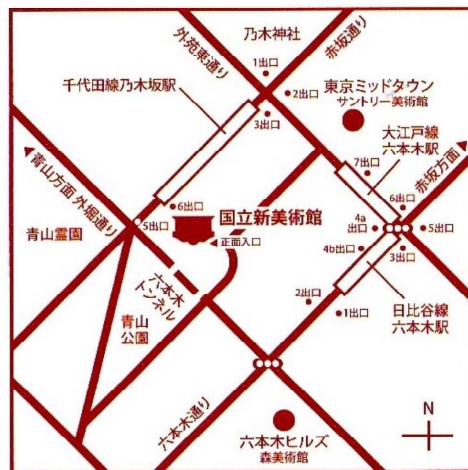 乃木神社
外苑東通り
赤坂通り
1出口
2出口
3出口
千代田線乃木坂駅
東京ミッドタウン
サントリー美術館
大江戸線
六本木駅
7出口
赤坂方面
青山方面 外堀通り
6出口
5出口
国立新美術館
正面入口
青山霊園
6出口
4a
出口
5出口
4b出口
3出口
六本木
トンネル
青山
公園
2出口
1出口
日比谷線
六本木駅
六本木通り
六本木ヒルズ
森美術館
N